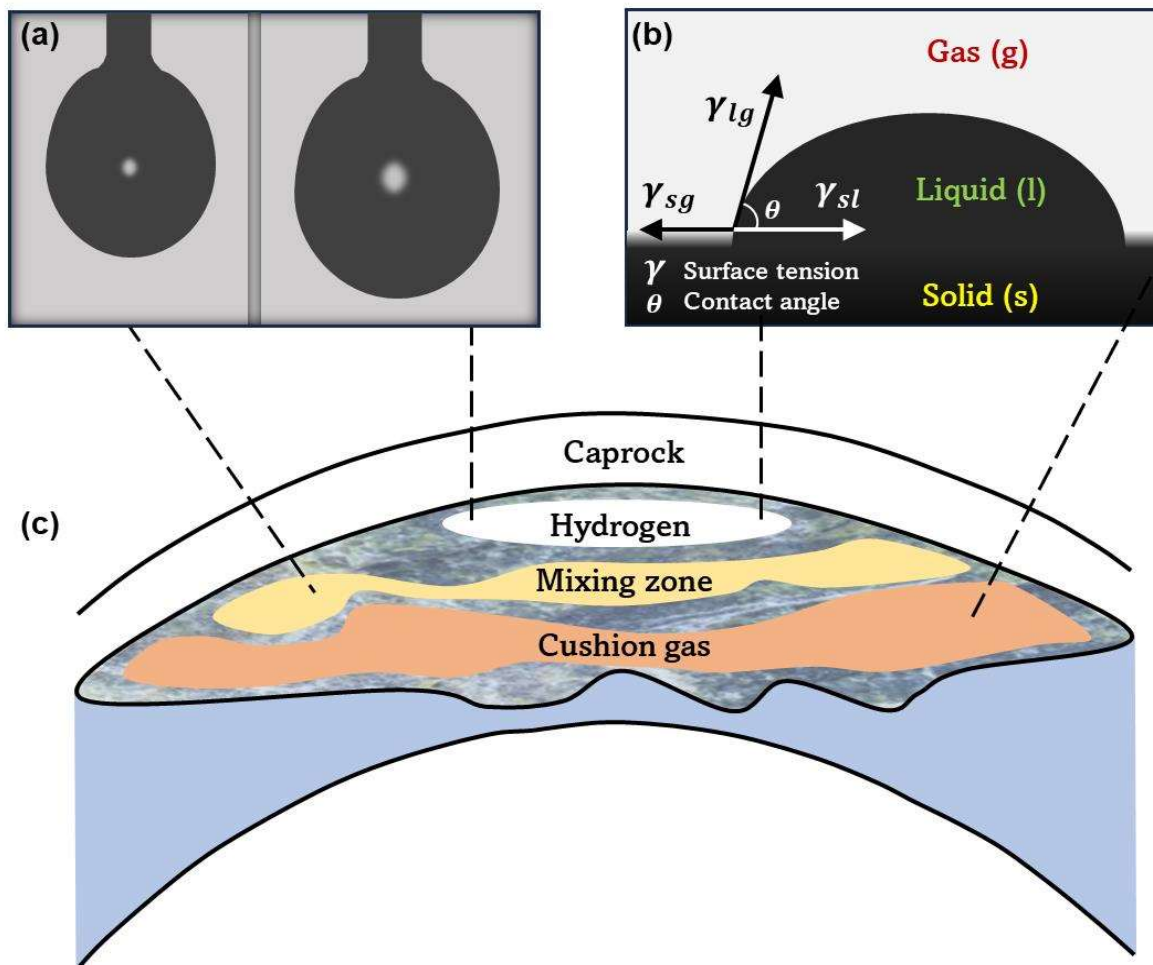 (a)
(b)
Gas (g)
γlg
γsg
θ
γsl
Liquid (l)
γ Surface tension
θ Contact angle
Solid (s)
Caprock
(c)
Hydrogen
Mixing zone
Cushion gas